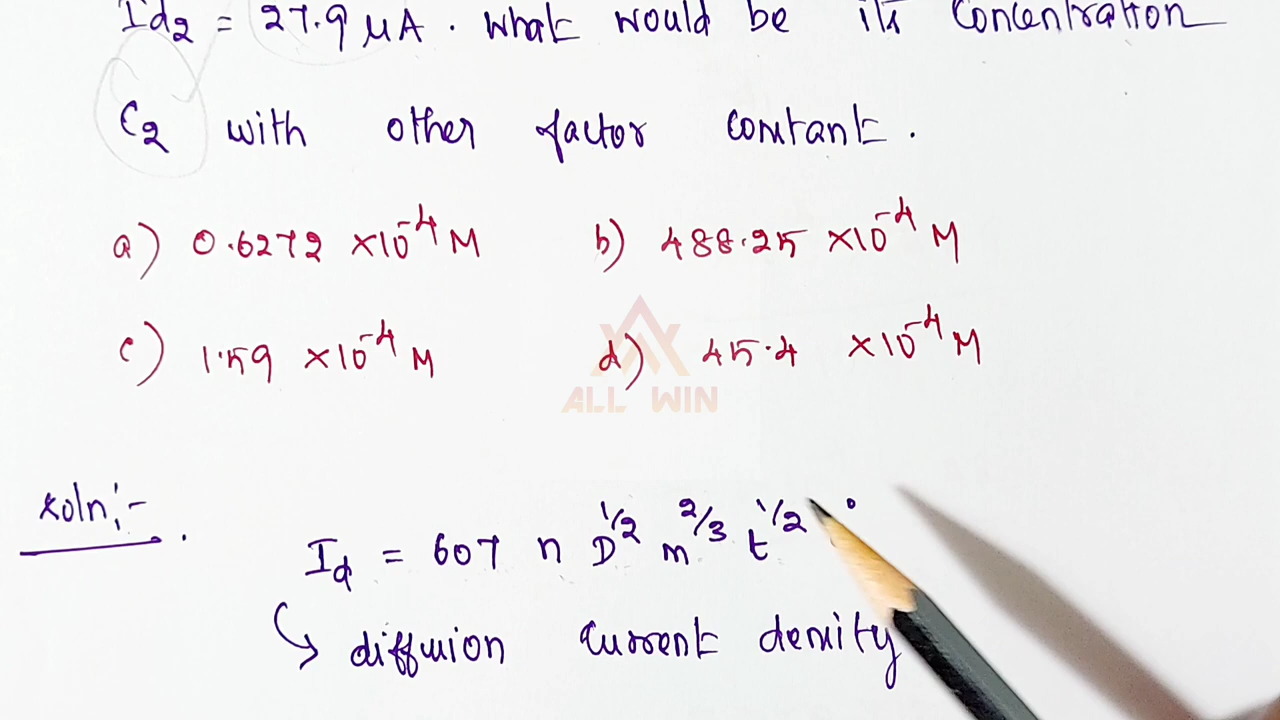 Id2 = 27.9 μA. What would be its concentration
C2 with other factor constant.
a) 0.6272 ×10⁻⁴ M b) 488.25 ×10⁻⁴ M
c) 1.59 ×10⁻⁴ M d) 45.4 ×10⁻⁴ M
ALL WIN
Soln:-
Id = 607 n D^1/2 m^2/3 t^1/2
↳ diffusion current density